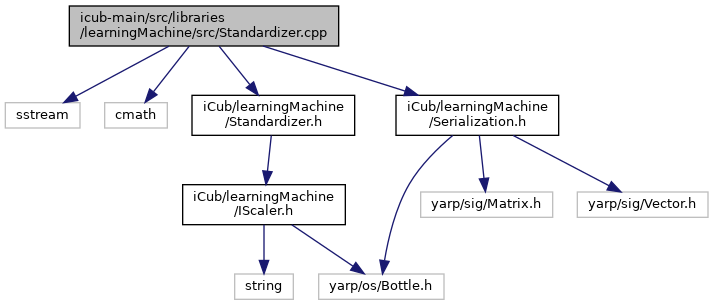 icub-main/src/libraries
/learningMachine/src/Standardizer.cpp
sstream
cmath
iCub/learningMachine
/Standardizer.h
iCub/learningMachine
/Serialization.h
iCub/learningMachine
/IScaler.h
yarp/sig/Matrix.h
yarp/sig/Vector.h
string
yarp/os/Bottle.h